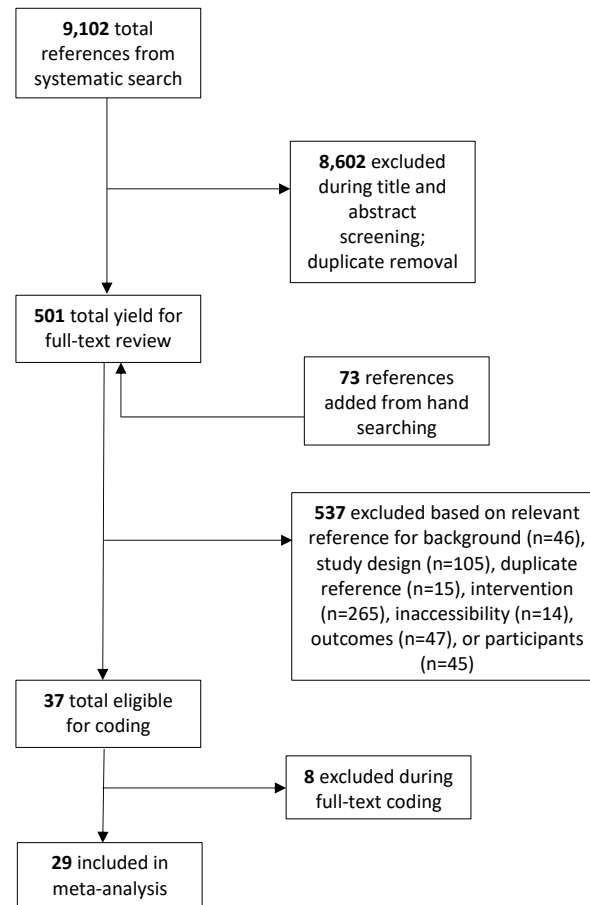 9,102 total
references from
systematic search
8,602 excluded
during title and
abstract
screening;
duplicate removal
501 total yield for
full-text review
73 references
added from hand
searching
537 excluded based on relevant
reference for background (n=46),
study design (n=105), duplicate
reference (n=15), intervention
(n=265), inaccessibility (n=14),
outcomes (n=47), or participants
(n=45)
37 total eligible
for coding
8 excluded during
full-text coding
29 included in
meta-analysis